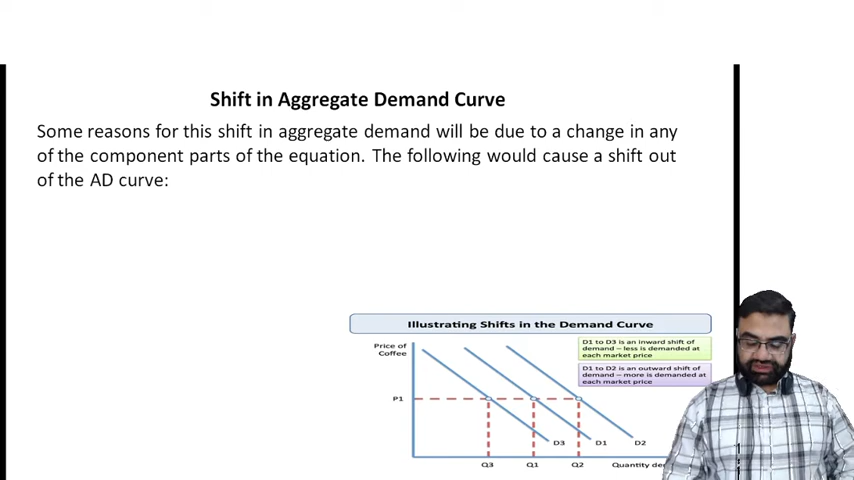 Shift in Aggregate Demand Curve
Some reasons for this shift in aggregate demand will be due to a change in any
of the component parts of the equation. The following would cause a shift out
of the AD curve:
Illustrating Shifts in the Demand Curve
Price of
Coffee
D1 to D3 is an inward shift of
demand – less is demanded at
each market price
D1 to D2 is an outward shift of
demand – more is demanded at
each market price
P1
D3
D1
D2
Q3
Q1
Q2
Quantity